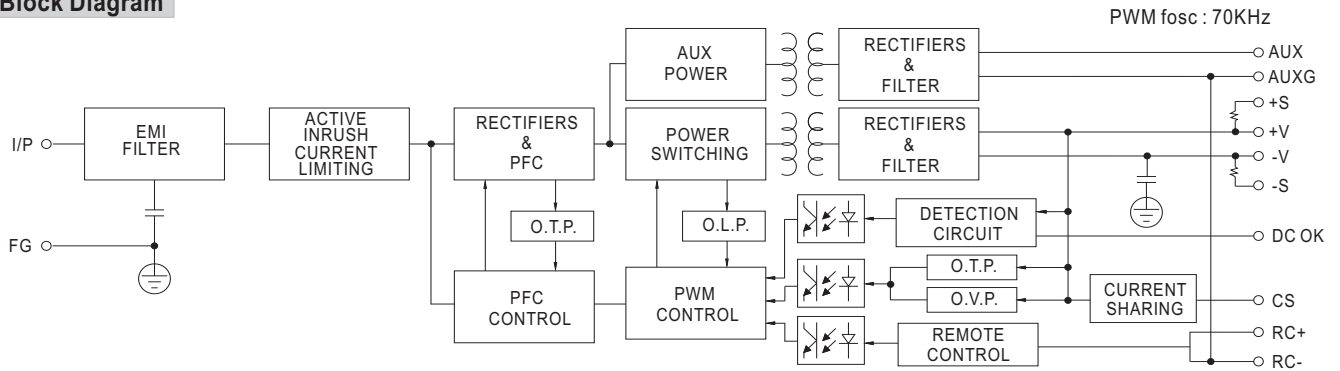 Block Diagram
PWM fosc : 70KHz
I/P
FG
EMI
FILTER
ACTIVE
INRUSH
CURRENT
LIMITING
RECTIFIERS
&
PFC
O.T.P.
PFC
CONTROL
AUX
POWER
POWER
SWITCHING
O.L.P.
PWM
CONTROL
RECTIFIERS
&
FILTER
RECTIFIERS
&
FILTER
DETECTION
CIRCUIT
O.T.P.
O.V.P.
REMOTE
CONTROL
CURRENT
SHARING
AUX
AUXG
+S
+V
-V
-S
DC OK
CS
RC+
RC-